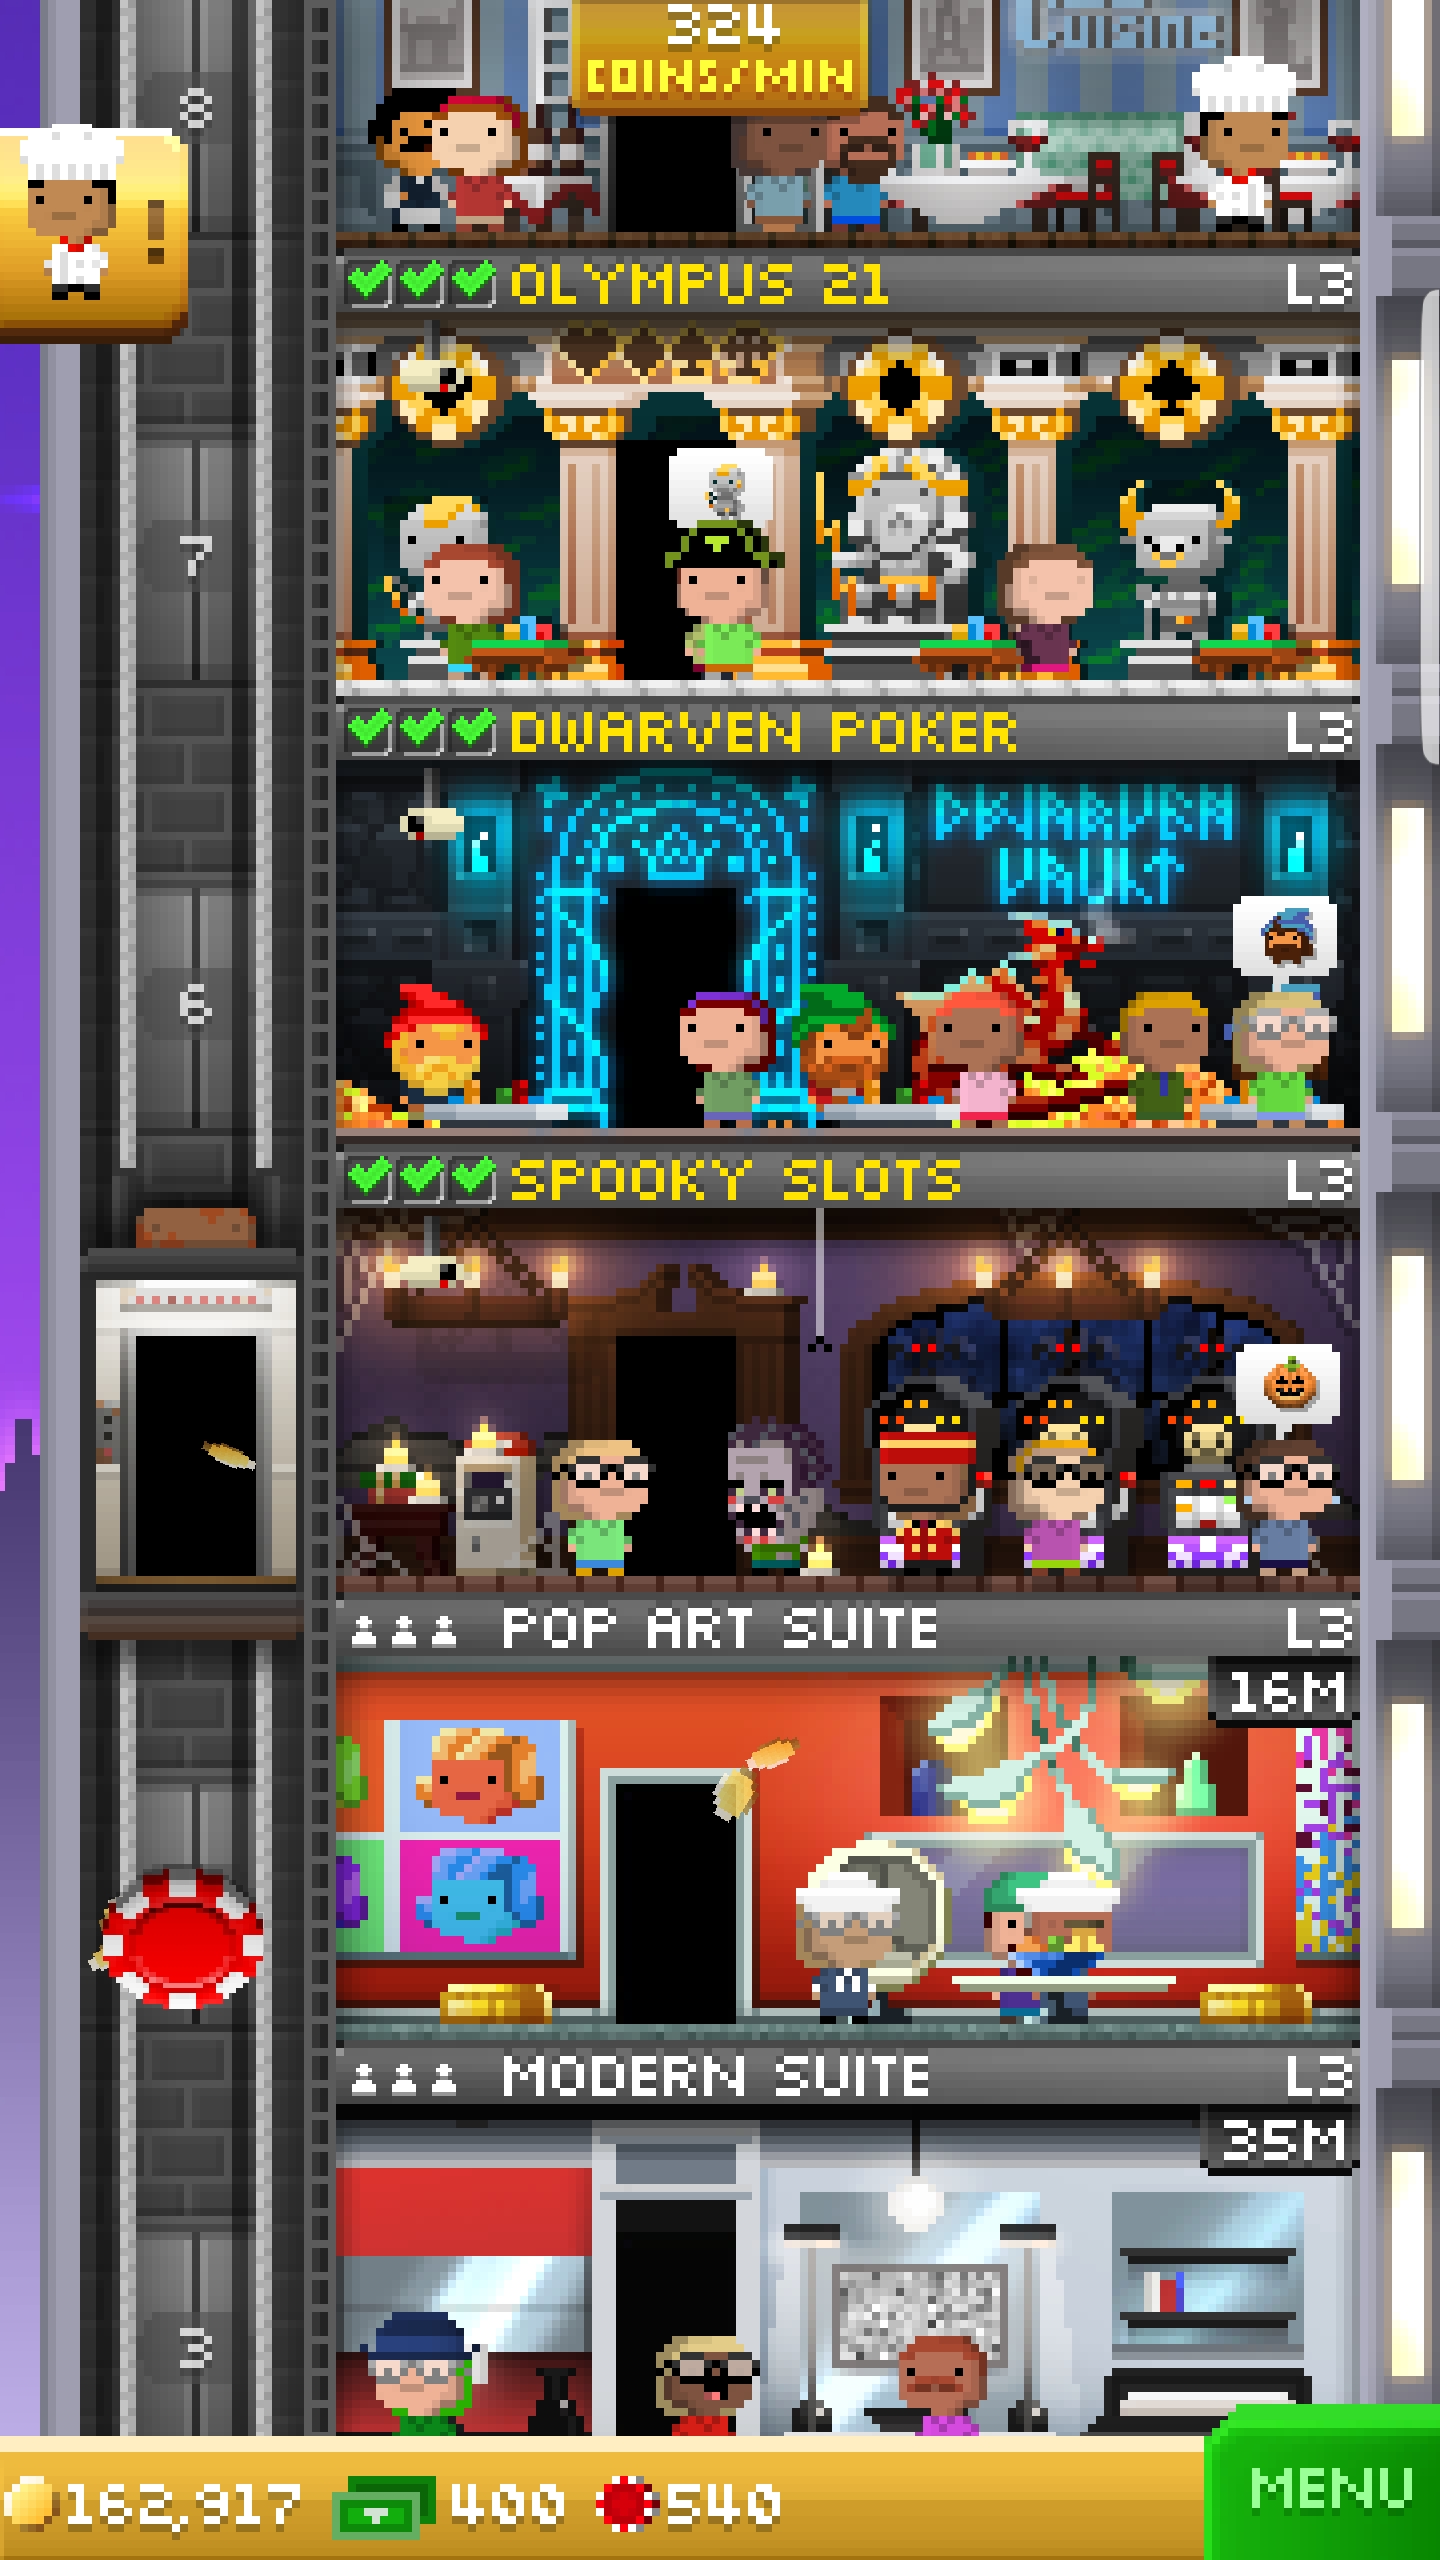 Cuisine
324
COINS/MIN
8
!
OLYMPUS 21 L3
7
DWARVEN POKER L3
DWARVEN
VAULT
6
SPOOKY SLOTS L3
POP ART SUITE L3
16M
MODERN SUITE L3
35M
3
162,917 400 540
MENU